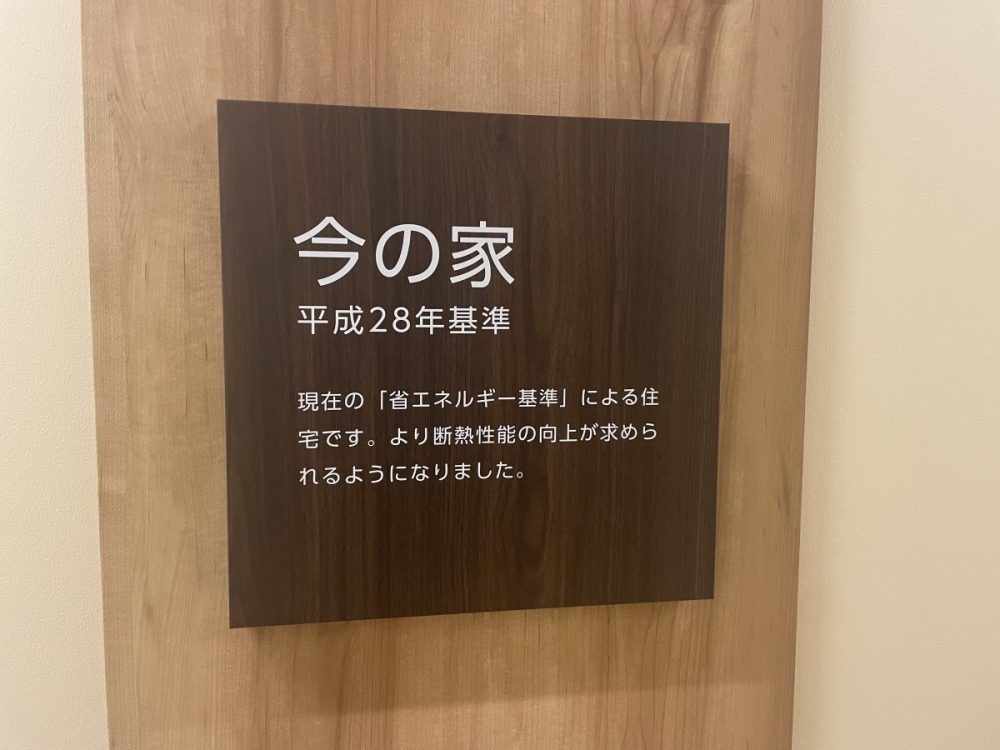 今の家
平成28年基準
現在の「省エネルギー基準」による住
宅です。より断熱性能の向上が求めら
れるようになりました。